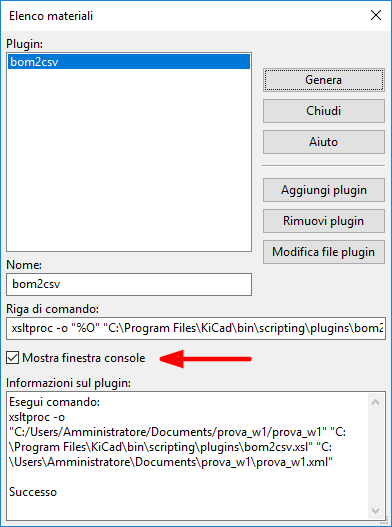 Elenco materiali
Plugin:
bom2csv
Genera
Chiudi
Aiuto
Aggiungi plugin
Rimuovi plugin
Modifica file plugin
Nome:
bom2csv
Riga di comando:
xsltproc -o "%O" "C:\Program Files\KiCad\bin\scripting\plugins\bom2
Mostra finestra console
Informazioni sul plugin:
Esegui comando:
xsltproc -o
"C:/Users/Amministratore/Documents/prova_w1/prova_w1" "C:
\Program Files\KiCad\bin\scripting\plugins\bom2csv.xsl" "C:
\Users\Amministratore\Documents\prova_w1\prova_w1.xml"
Successo